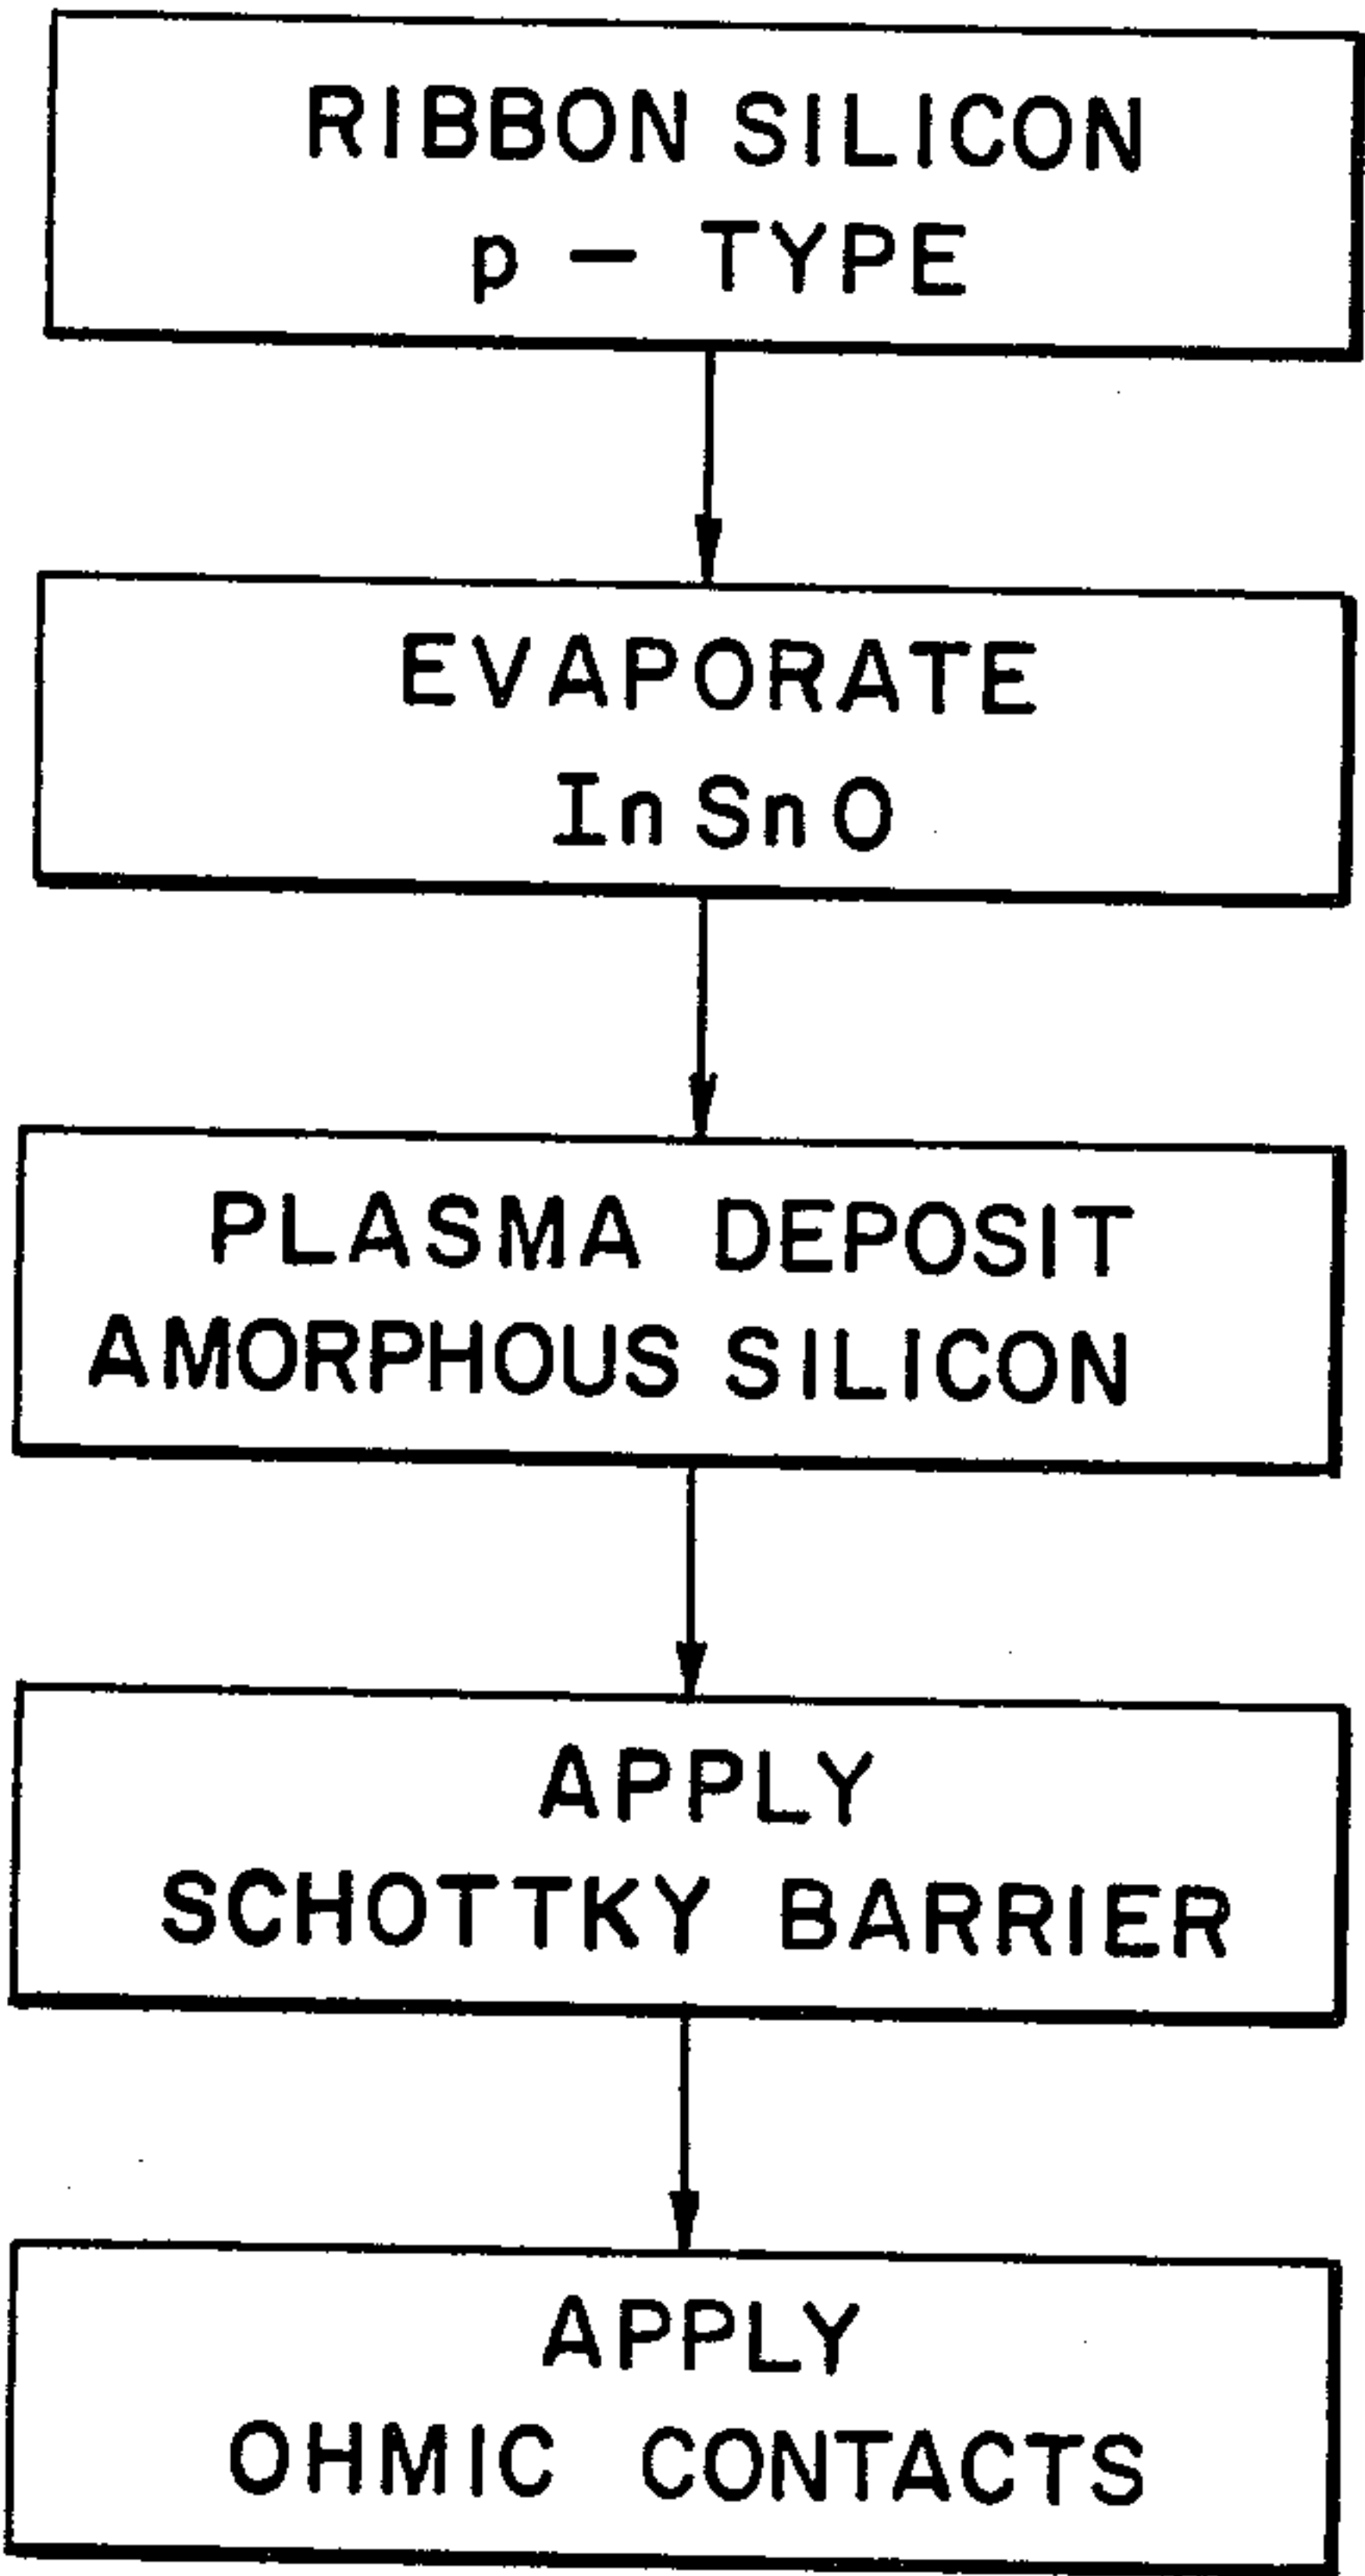 RIBBON SILICON
p - TYPE
EVAPORATE
InSnO
PLASMA DEPOSIT
AMORPHOUS SILICON
APPLY
SCHOTTKY BARRIER
APPLY
OHMIC CONTACTS